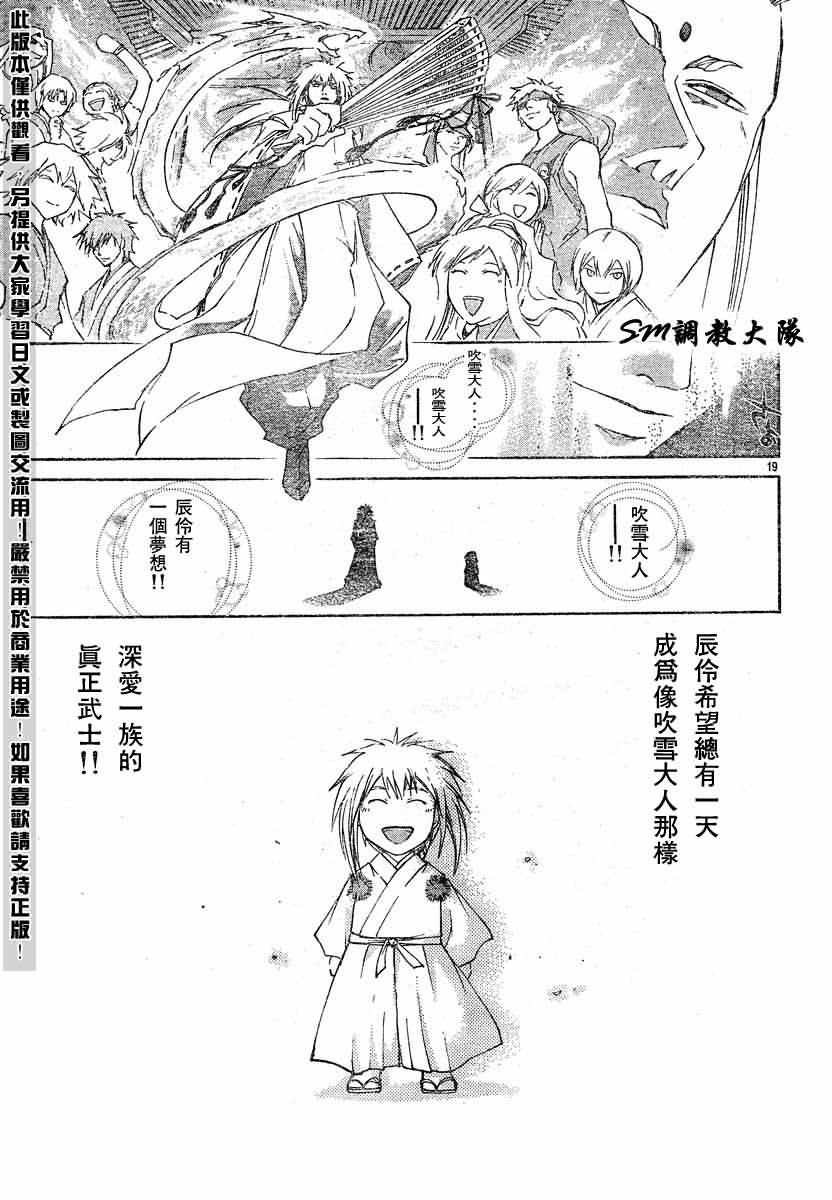 此版本僅供觀看，另提供大家學習日文或製圖交流用！嚴禁用於商業用途！如果喜歡請支持正版！
SM調教大隊
吹雪大人...
吹雪大人
——!!
19
吹雪大人
——!!
辰伶有
一個夢想!!
辰伶希望總有一天
成爲像吹雪大人那樣
深愛一族的
眞正武士!!